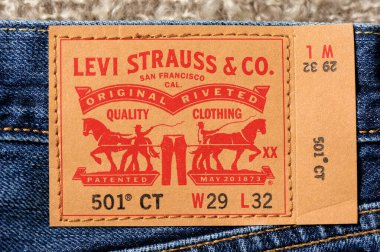 LEVI STRAUSS & CO.
SAN FRANCISCO
CAL.
ORIGINAL RIVETED
QUALITY CLOTHING
XX
PATENTED MAY 20 1873
501® CT W29 L32
W L
29 32
501® CT